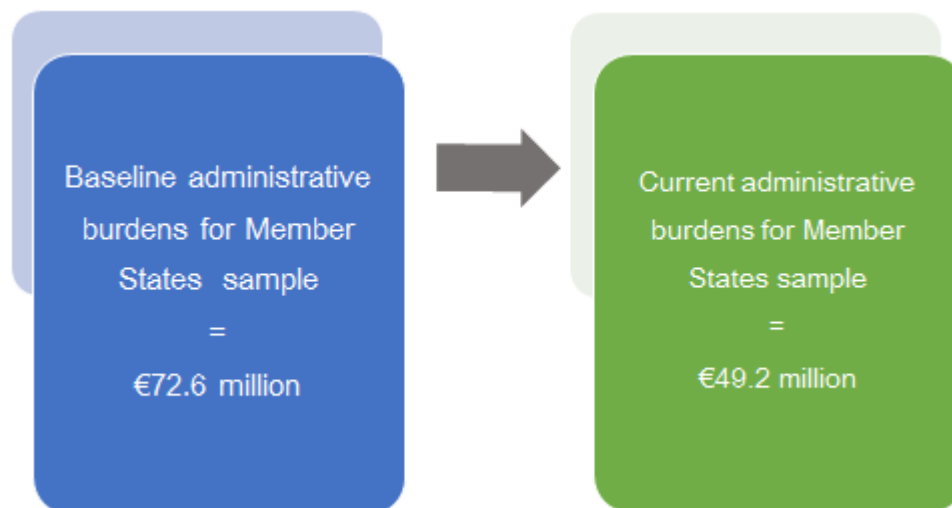 Baseline administrative
burdens for Member
States sample
=
€72.6 million
Current administrative
burdens for Member
States sample
=
€49.2 million